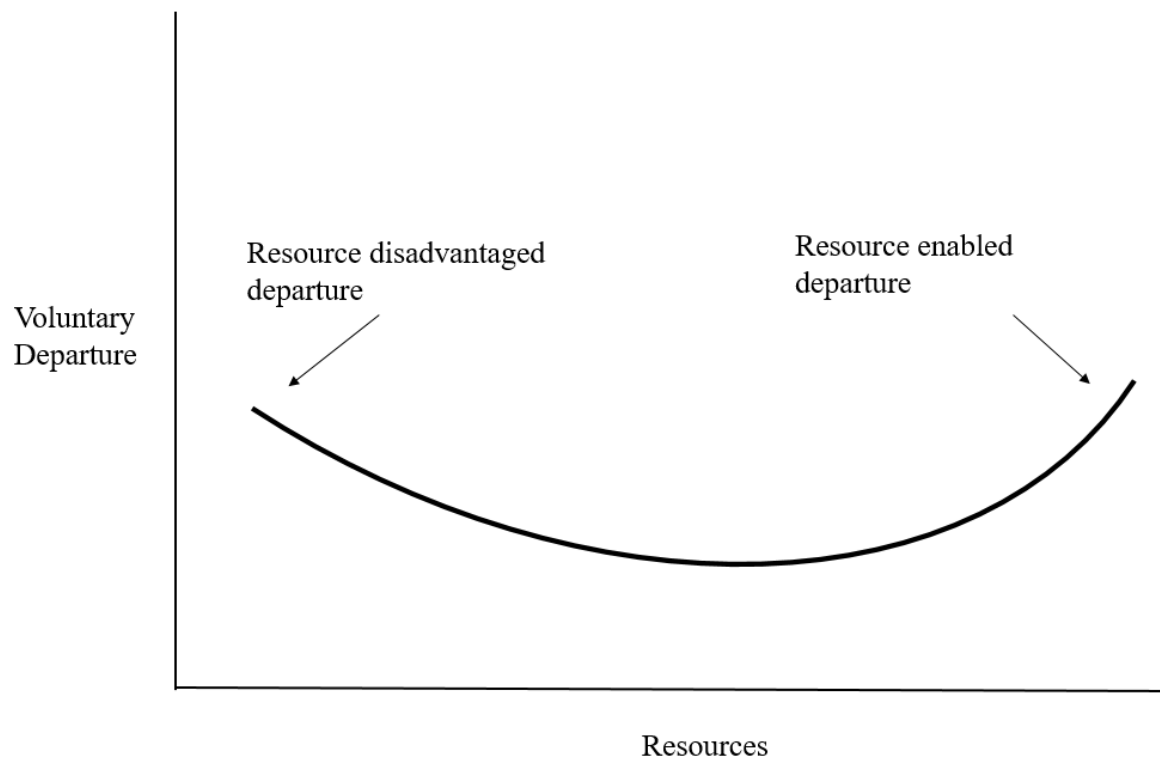 Resource disadvantaged
departure
Resource enabled
departure
Voluntary
Departure
Resources